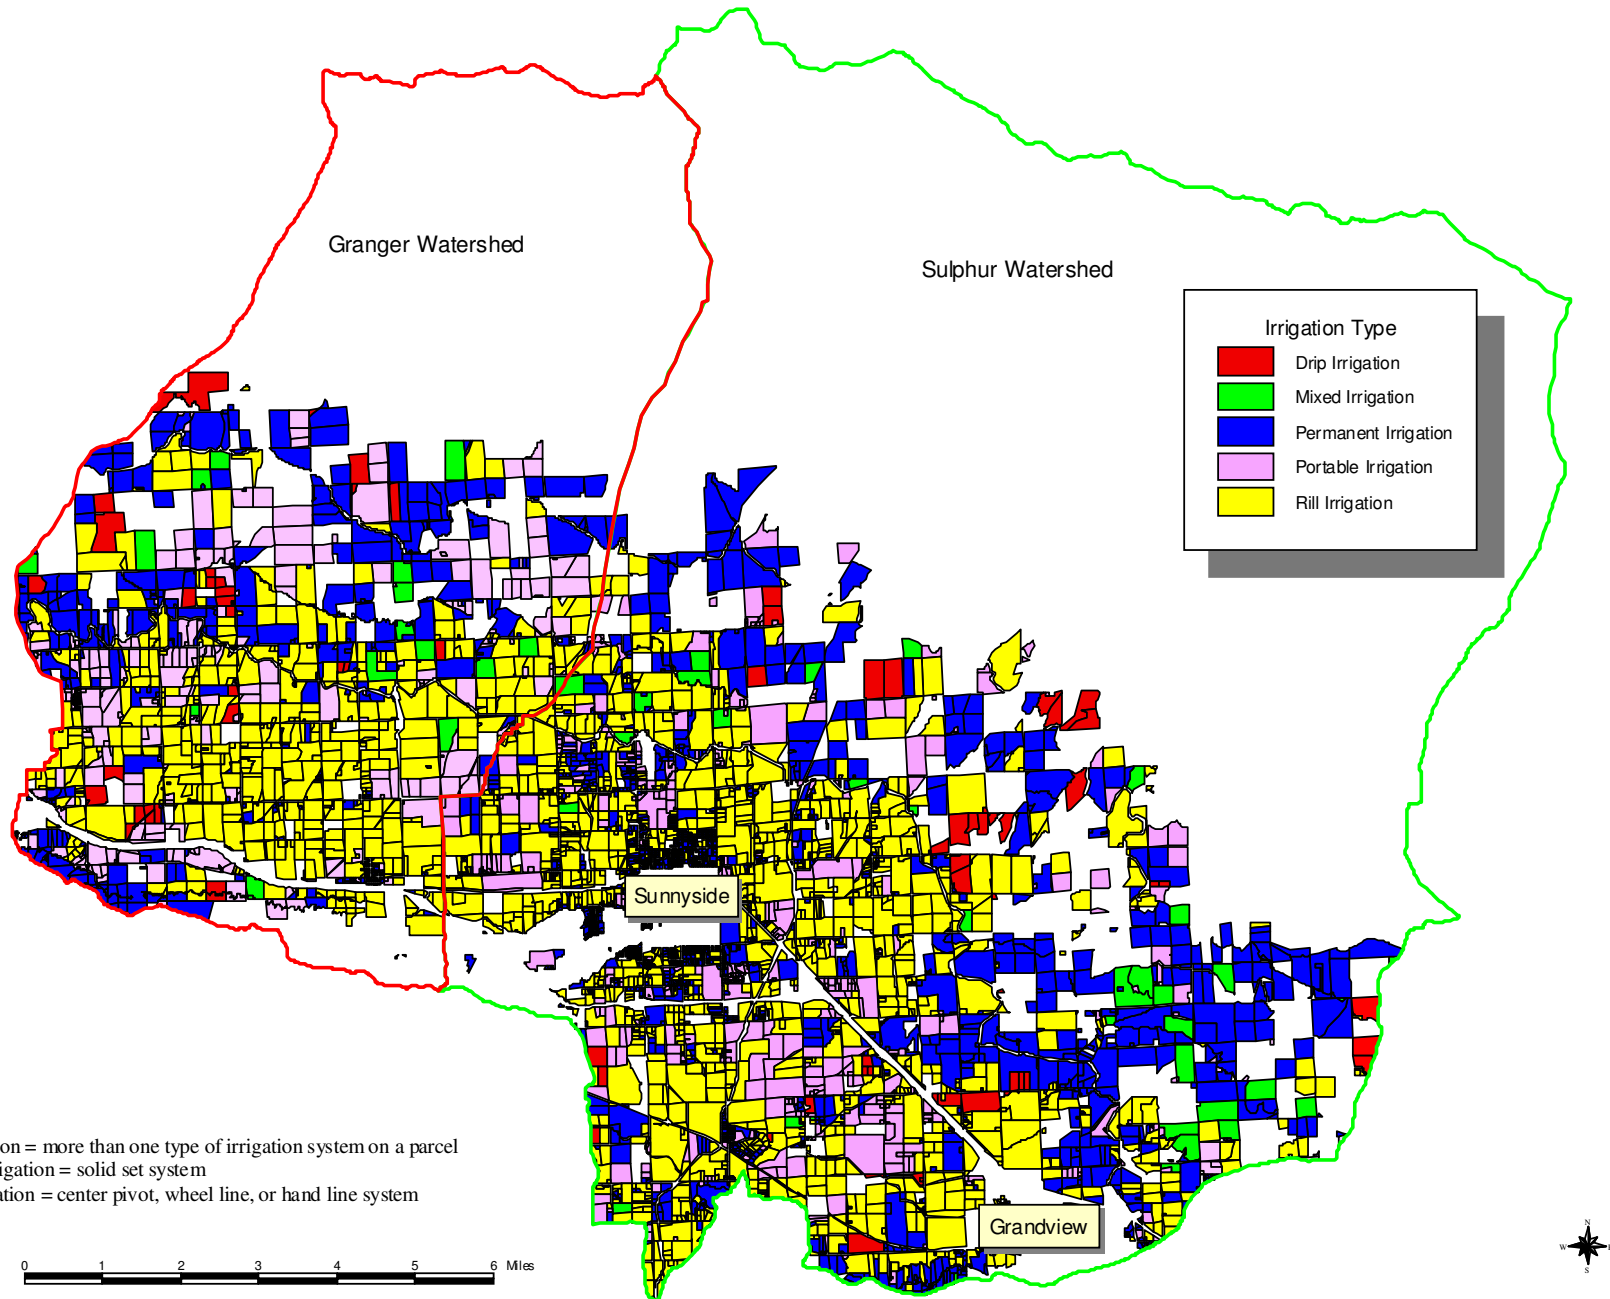 Granger Watershed
Sulphur Watershed
Irrigation Type
Drip Irrigation
Mixed Irrigation
Permanent Irrigation
Portable Irrigation
Rill Irrigation
Sunnyside
Grandview
on = more than one type of irrigation system on a parcel
igation = solid set system
ation = center pivot, wheel line, or hand line system
0 1 2 3 4 5 6 Miles
N
W E
S